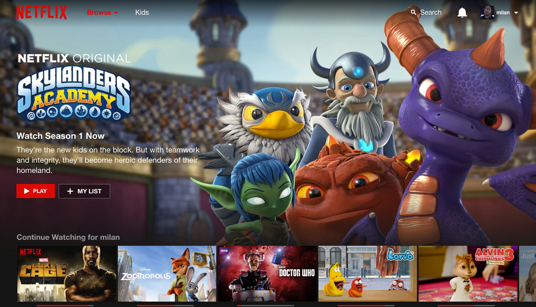 NETFLIX
Browse
Kids
Search
milan
NETFLIX ORIGINAL
SKYLANDERS
ACADEMY
Watch Season 1 Now
They're the new kids on the block. But with teamwork
and integrity, they'll become heroic defenders of their
homeland.
PLAY
+ MY LIST
Continue Watching for milan
NETFLIX
CAGE
Disney
ZOOTROPOLIS
DOCTOR WHO
Larva
ALVIN